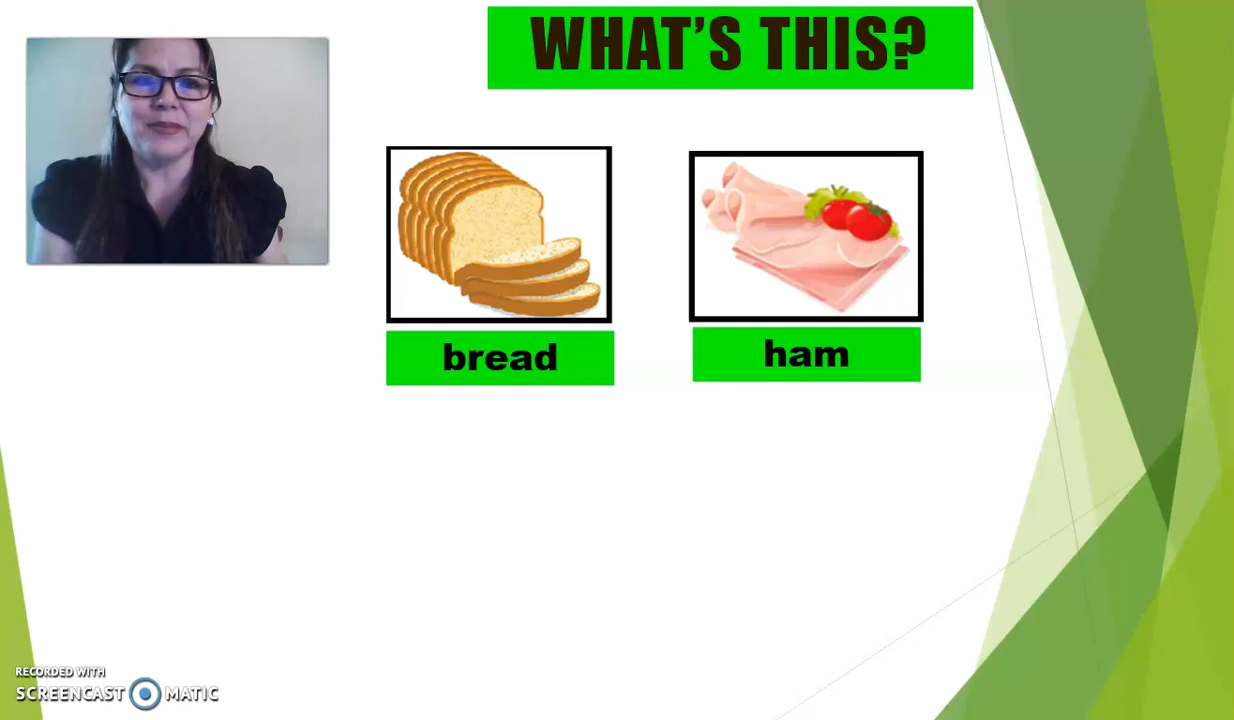 WHAT'S THIS?
bread
ham
RECORDED WITH
SCREENCAST MATIC